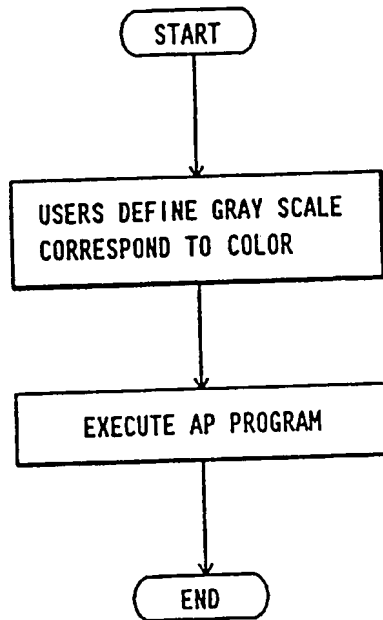 START
USERS DEFINE GRAY SCALE
CORRESPOND TO COLOR
EXECUTE AP PROGRAM
END